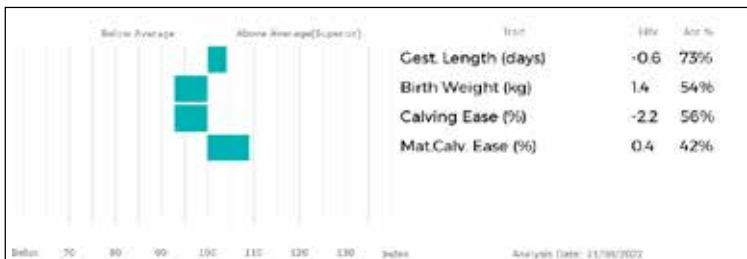 Below Average Above Average(Superior) Trait EBV Acc %
Gest. Length (days) -0.6 73%
Birth Weight (kg) 1.4 54%
Calving Ease (%) -2.2 56%
Mat.Calv. Ease (%) 0.4 42%
Below 70 80 90 100 110 120 130 Index Analysis Date: